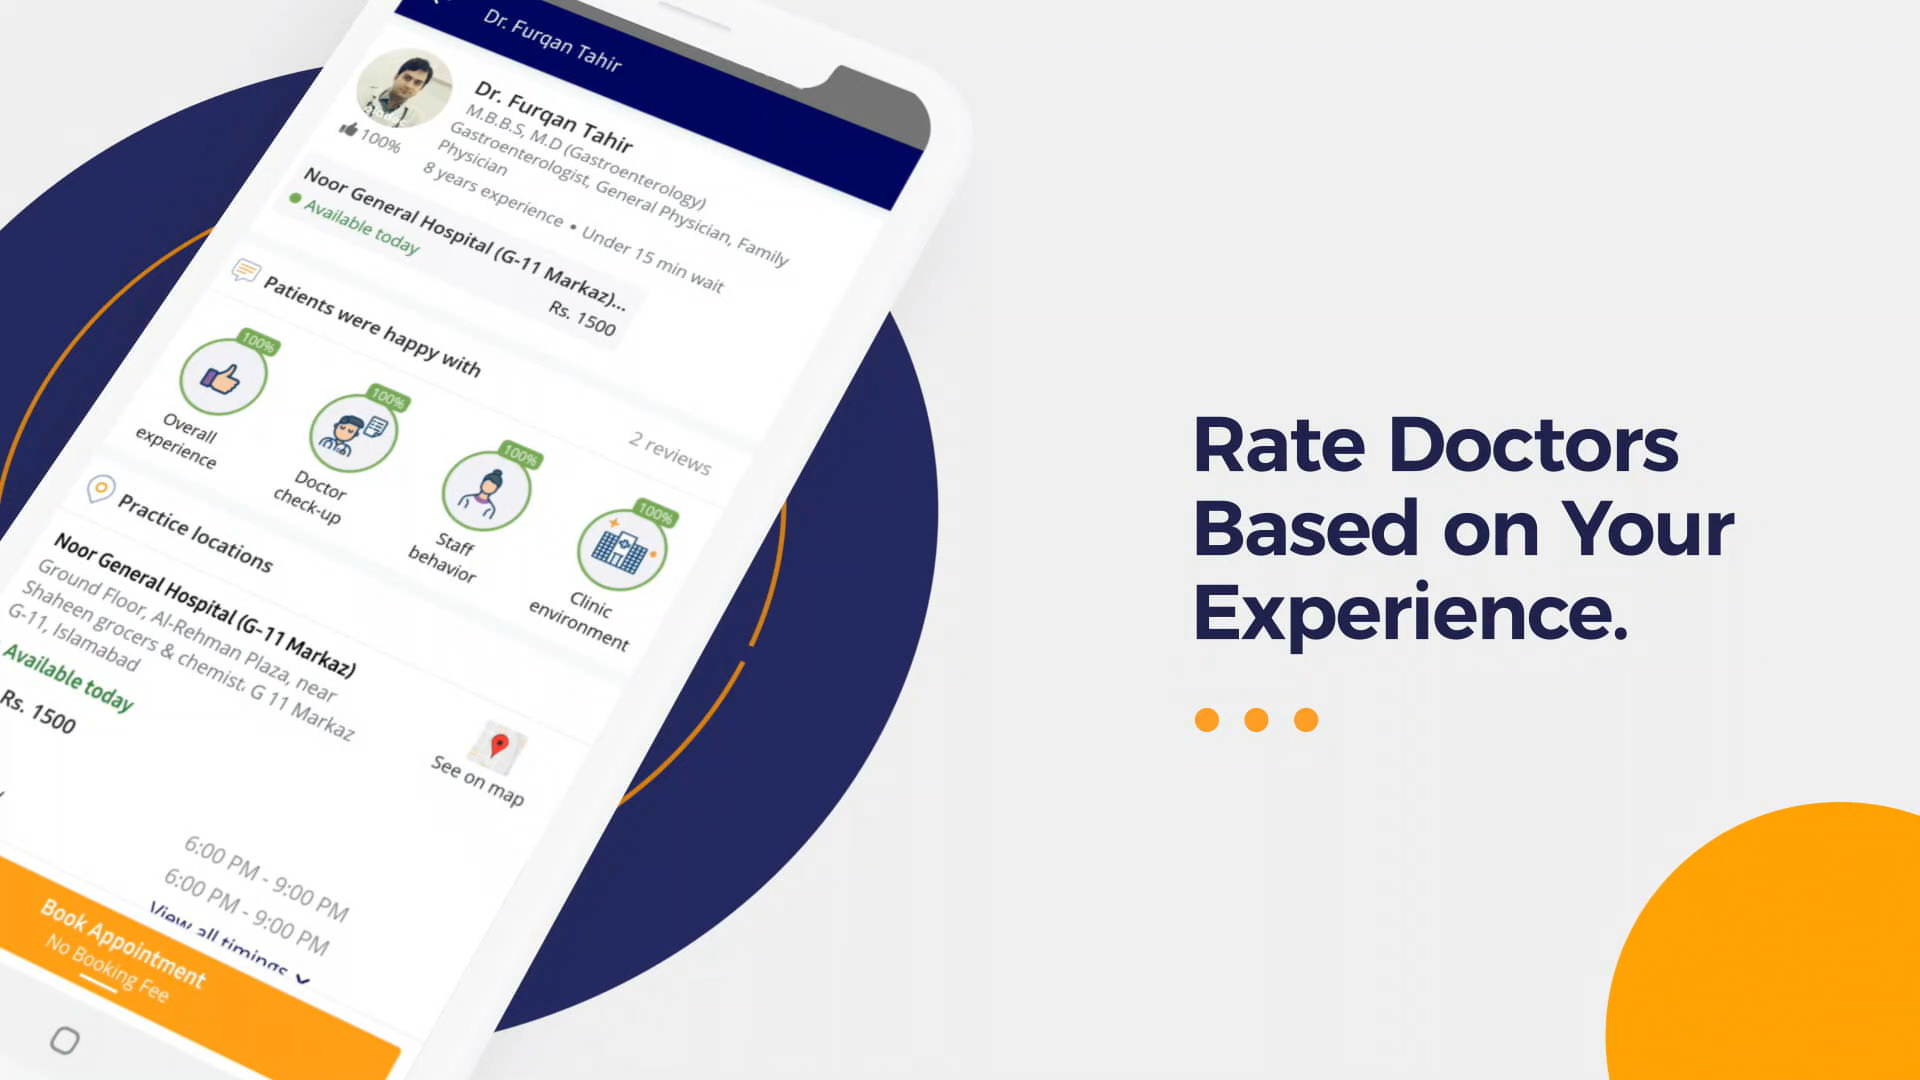 Dr. Furqan Tahir
Dr. Furqan Tahir
M.B.B.S, M.D (Gastroenterology)
Gastroenterologist, General Physician, Family
Physician
8 years experience • Under 15 min wait
100%
Noor General Hospital (G-11 Markaz)...
Available today
Rs. 1500
Patients were happy with
2 reviews
100%
Overall
experience
100%
Doctor
check-up
100%
Staff
behavior
100%
Clinic
environment
Practice locations
Noor General Hospital (G-11 Markaz)
Ground Floor, Al-Rehman Plaza, near
Shaheen grocers & chemist, G 11 Markaz
G-11, Islamabad
Available today
Rs. 1500
See on map
6:00 PM - 9:00 PM
6:00 PM - 9:00 PM
View all timings
Book Appointment
No Booking Fee
Rate Doctors
Based on Your
Experience.